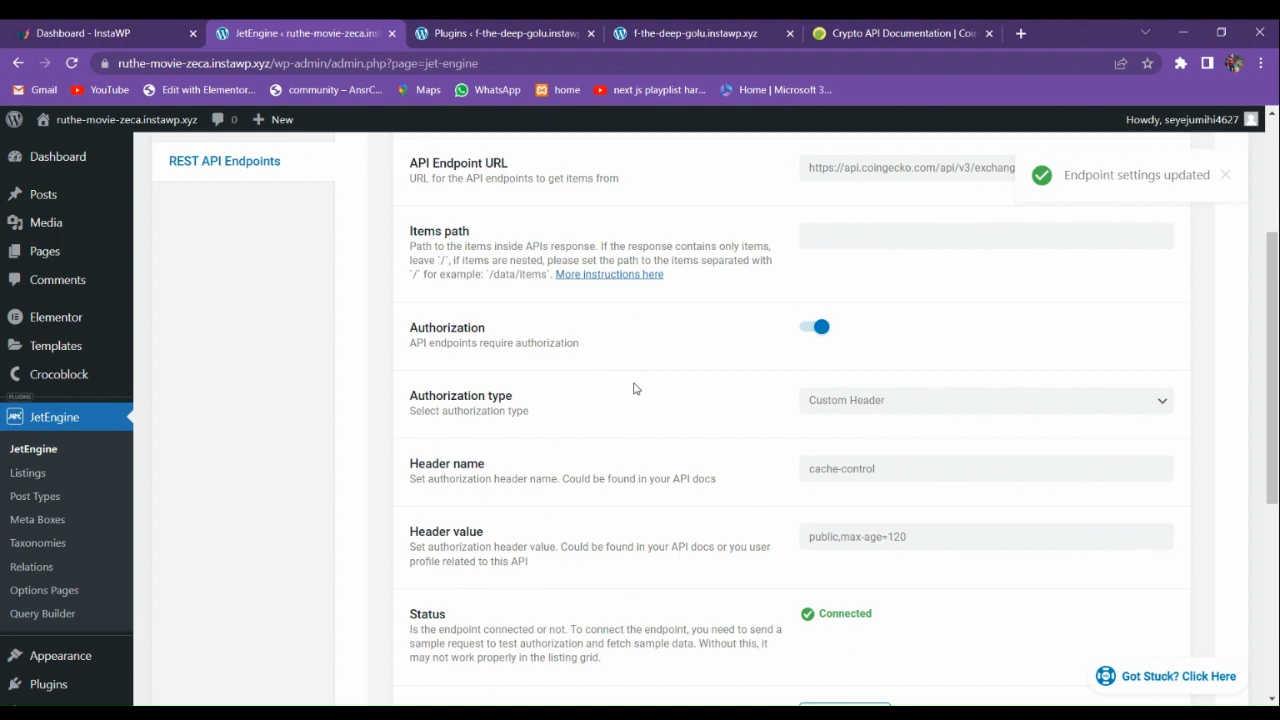 Dashboard - InstaWP
JetEngine ‹ ruthe-movie-zeca.inst
Plugins ‹ f-the-deep-golu.instaw
f-the-deep-golu.instawp.xyz
Crypto API Documentation | Coi
ruthe-movie-zeca.instawp.xyz/wp-admin/admin.php?page=jet-engine
Gmail
YouTube
Edit with Elementor...
community – AnsrC...
Maps
WhatsApp
home
next js playplist har...
Home | Microsoft 3...
ruthe-movie-zeca.instawp.xyz
0
New
Howdy, seyejumihi4627
Dashboard
Posts
Media
Pages
Comments
Elementor
Templates
Crocoblock
PLUGINS
JetEngine
JetEngine
Listings
Post Types
Meta Boxes
Taxonomies
Relations
Options Pages
Query Builder
Appearance
Plugins
REST API Endpoints
API Endpoint URL
URL for the API endpoints to get items from
https://api.coingecko.com/api/v3/exchang
Endpoint settings updated
Items path
Path to the items inside APIs response. If the response contains only items,
leave `/`, if items are nested, please set the path to the items separated with
`/` for example: `/data/items`. More instructions here
Authorization
API endpoints require authorization
Authorization type
Select authorization type
Custom Header
Header name
Set authorization header name. Could be found in your API docs
cache-control
Header value
Set authorization header value. Could be found in your API docs or you user
profile related to this API
public,max-age=120
Status
Is the endpoint connected or not. To connect the endpoint, you need to send a
sample request to test authorization and fetch sample data. Without this, it
may not work properly in the listing grid.
Connected
Got Stuck? Click Here